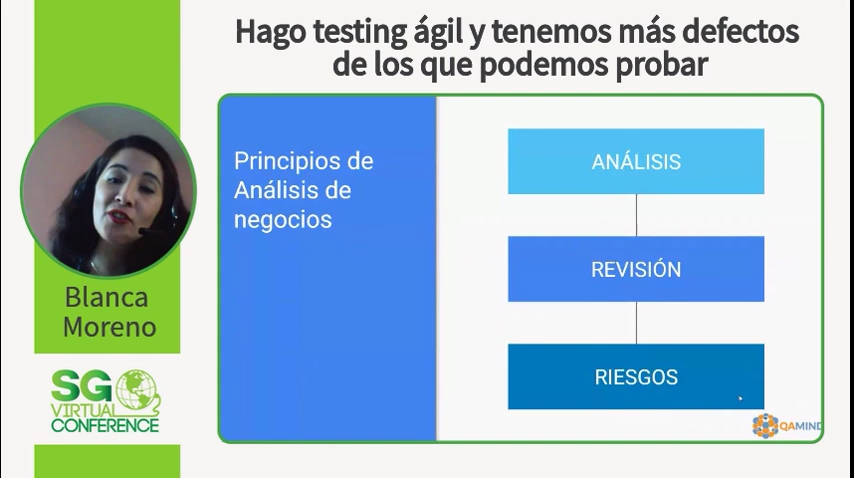 Hago testing ágil y tenemos más defectos
de los que podemos probar
Principios de
Análisis de
negocios
ANÁLISIS
REVISIÓN
RIESGOS
Blanca
Moreno
SG
VIRTUAL
CONFERENCE
QAMIND